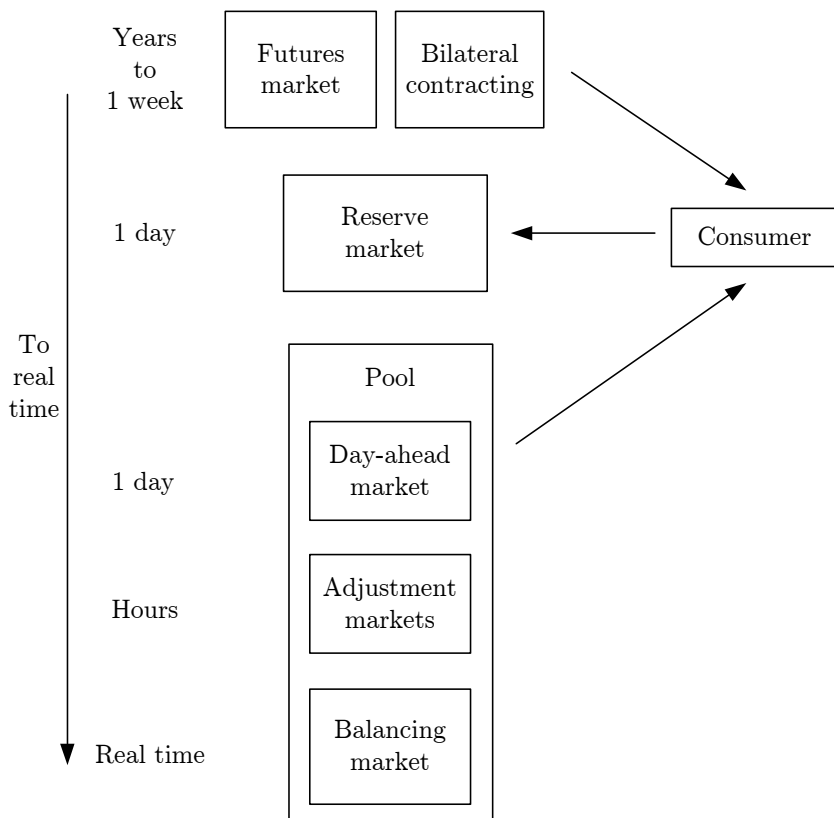 Years
to
1 week
Futures
market
Bilateral
contracting
1 day
Reserve
market
Consumer
To
real
time
Pool
1 day
Day-ahead
market
Hours
Adjustment
markets
Real time
Balancing
market